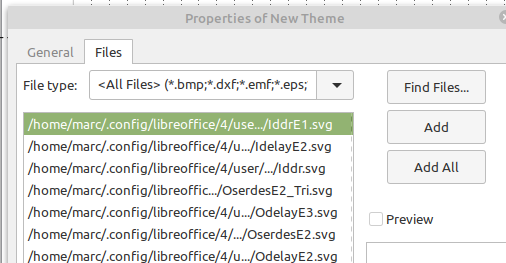 Properties of New Theme
General Files
File type: <All Files> (*.bmp;*.dxf;*.emf;*.eps;
Find Files...
/home/marc/.config/libreoffice/4/use.../IddrE1.svg
Add
/home/marc/.config/libreoffice/4/u.../IdelayE2.svg
/home/marc/.config/libreoffice/4/user/.../Iddr.svg
Add All
/home/marc/.config/libreoffic.../OserdesE2_Tri.svg
/home/marc/.config/libreoffice/4/u.../OdelayE3.svg
Preview
/home/marc/.config/libreoffice/4/.../OserdesE2.svg
/home/marc/.config/libreoffice/4/u.../OdelayE2.svg